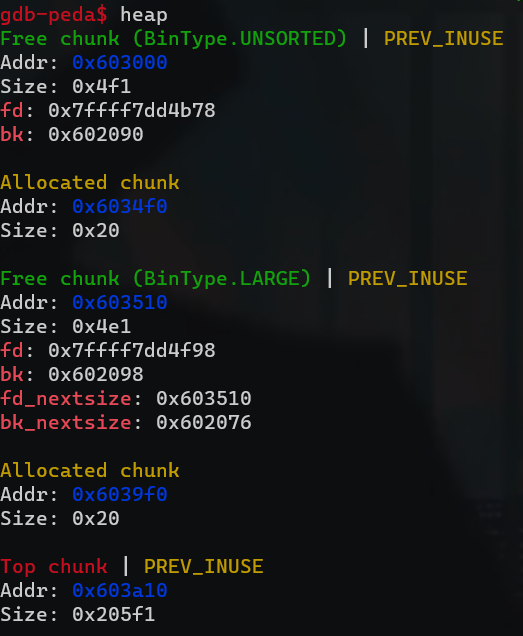 gdb-peda$ heap
Free chunk (BinType.UNSORTED) | PREV_INUSE
Addr: 0x603000
Size: 0x4f1
fd: 0x7ffff7dd4b78
bk: 0x602090
Allocated chunk
Addr: 0x6034f0
Size: 0x20
Free chunk (BinType.LARGE) | PREV_INUSE
Addr: 0x603510
Size: 0x4e1
fd: 0x7ffff7dd4f98
bk: 0x602098
fd_nextsize: 0x603510
bk_nextsize: 0x602076
Allocated chunk
Addr: 0x6039f0
Size: 0x20
Top chunk | PREV_INUSE
Addr: 0x603a10
Size: 0x205f1